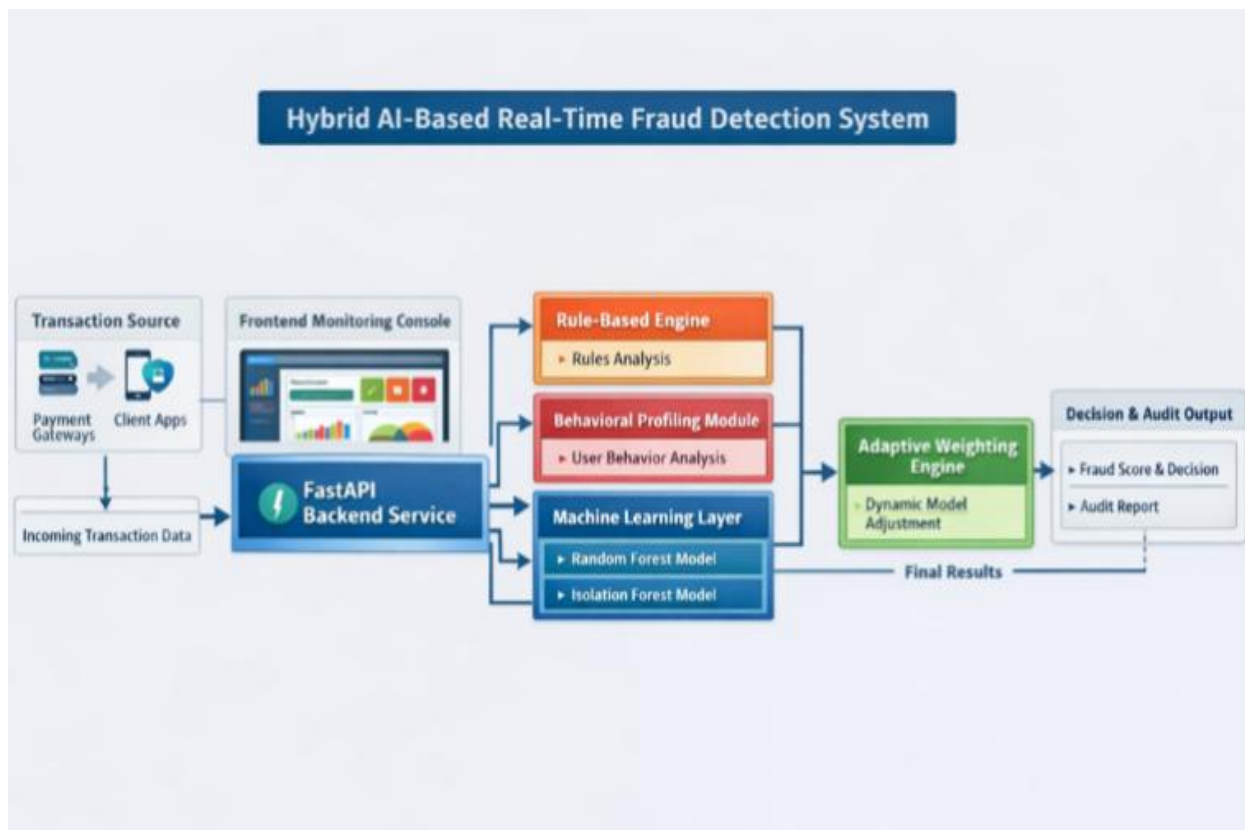 Hybrid AI-Based Real-Time Fraud Detection System
Transaction Source
Payment
Gateways
Client Apps
Incoming Transaction Data
Frontend Monitoring Console
FastAPI
Backend Service
Rule-Based Engine
▸ Rules Analysis
Behavioral Profiling Module
▸ User Behavior Analysis
Machine Learning Layer
▸ Random Forest Model
▸ Isolation Forest Model
Adaptive Weighting
Engine
▸ Dynamic Model
Adjustment
Decision & Audit Output
▸ Fraud Score & Decision
▸ Audit Report
Final Results